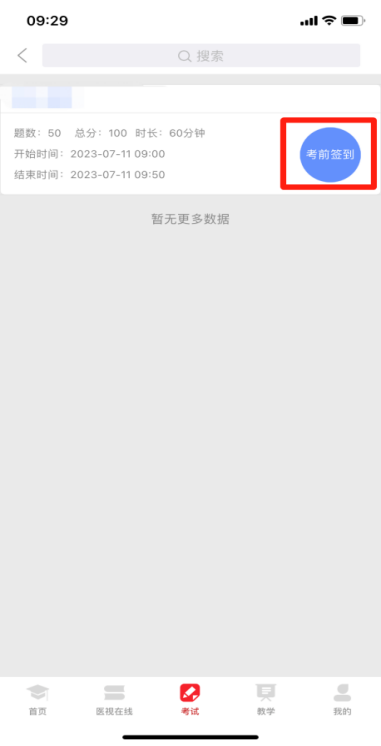 09:29
搜索
题数：50 总分：100 时长：60分钟
开始时间：2023-07-11 09:00
考前签到
结束时间：2023-07-11 09:50
暂无更多数据
首页 医视在线 考试 教学 我的